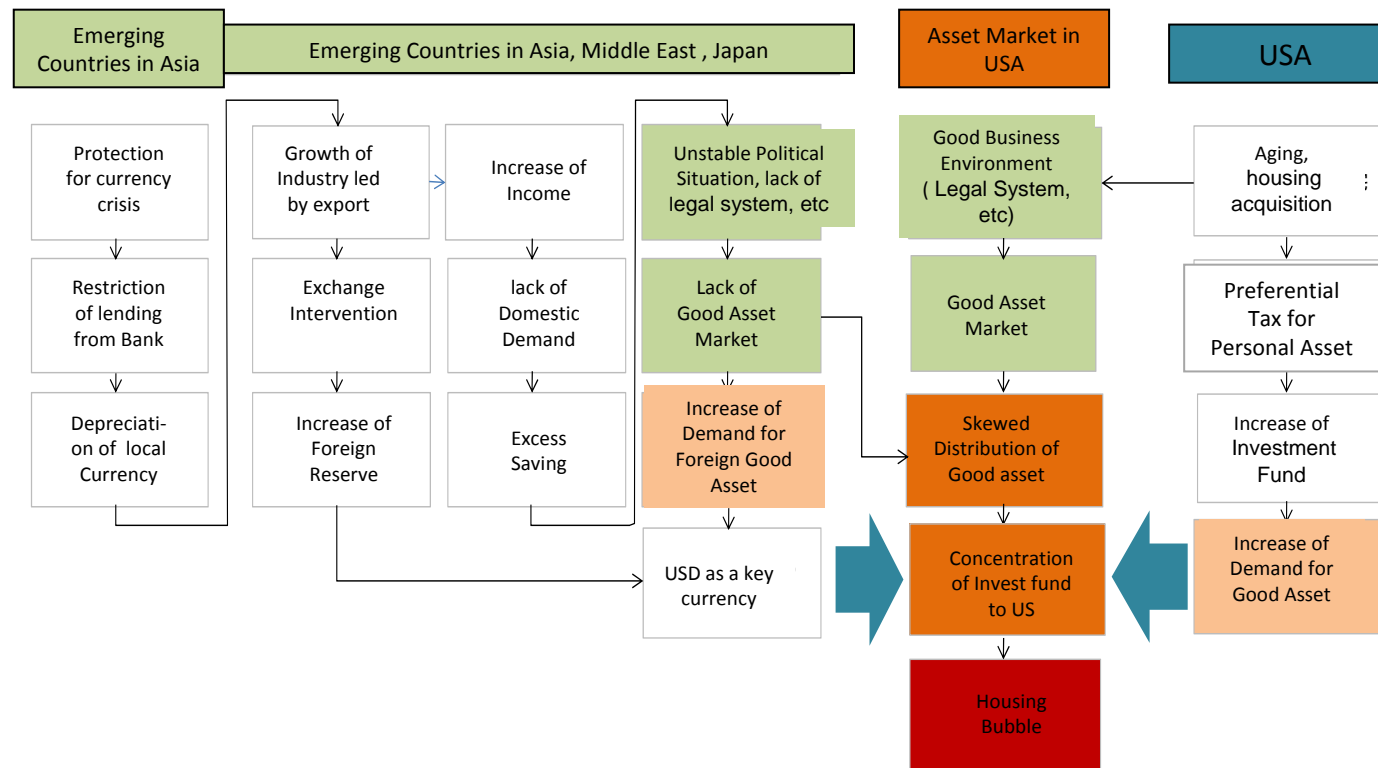 Emerging
Countries in Asia
Emerging Countries in Asia, Middle East , Japan
Asset Market in
USA
USA
Protection
for currency
crisis
Restriction
of lending
from Bank
Depreciati-
on of local
Currency
Growth of
Industry led
by export
Exchange
Intervention
Increase of
Foreign
Reserve
Increase of
Income
lack of
Domestic
Demand
Excess
Saving
Unstable Political
Situation, lack of
legal system, etc
Lack of
Good Asset
Market
Increase of
Demand for
Foreign Good
Asset
USD as a key
currency
Good Business
Environment
( Legal System,
etc)
Good Asset
Market
Skewed
Distribution of
Good asset
Concentration
of Invest fund
to US
Housing
Bubble
Aging,
housing
acquisition
Preferential
Tax for
Personal Asset
Increase of
Investment
Fund
Increase of
Demand for
Good Asset